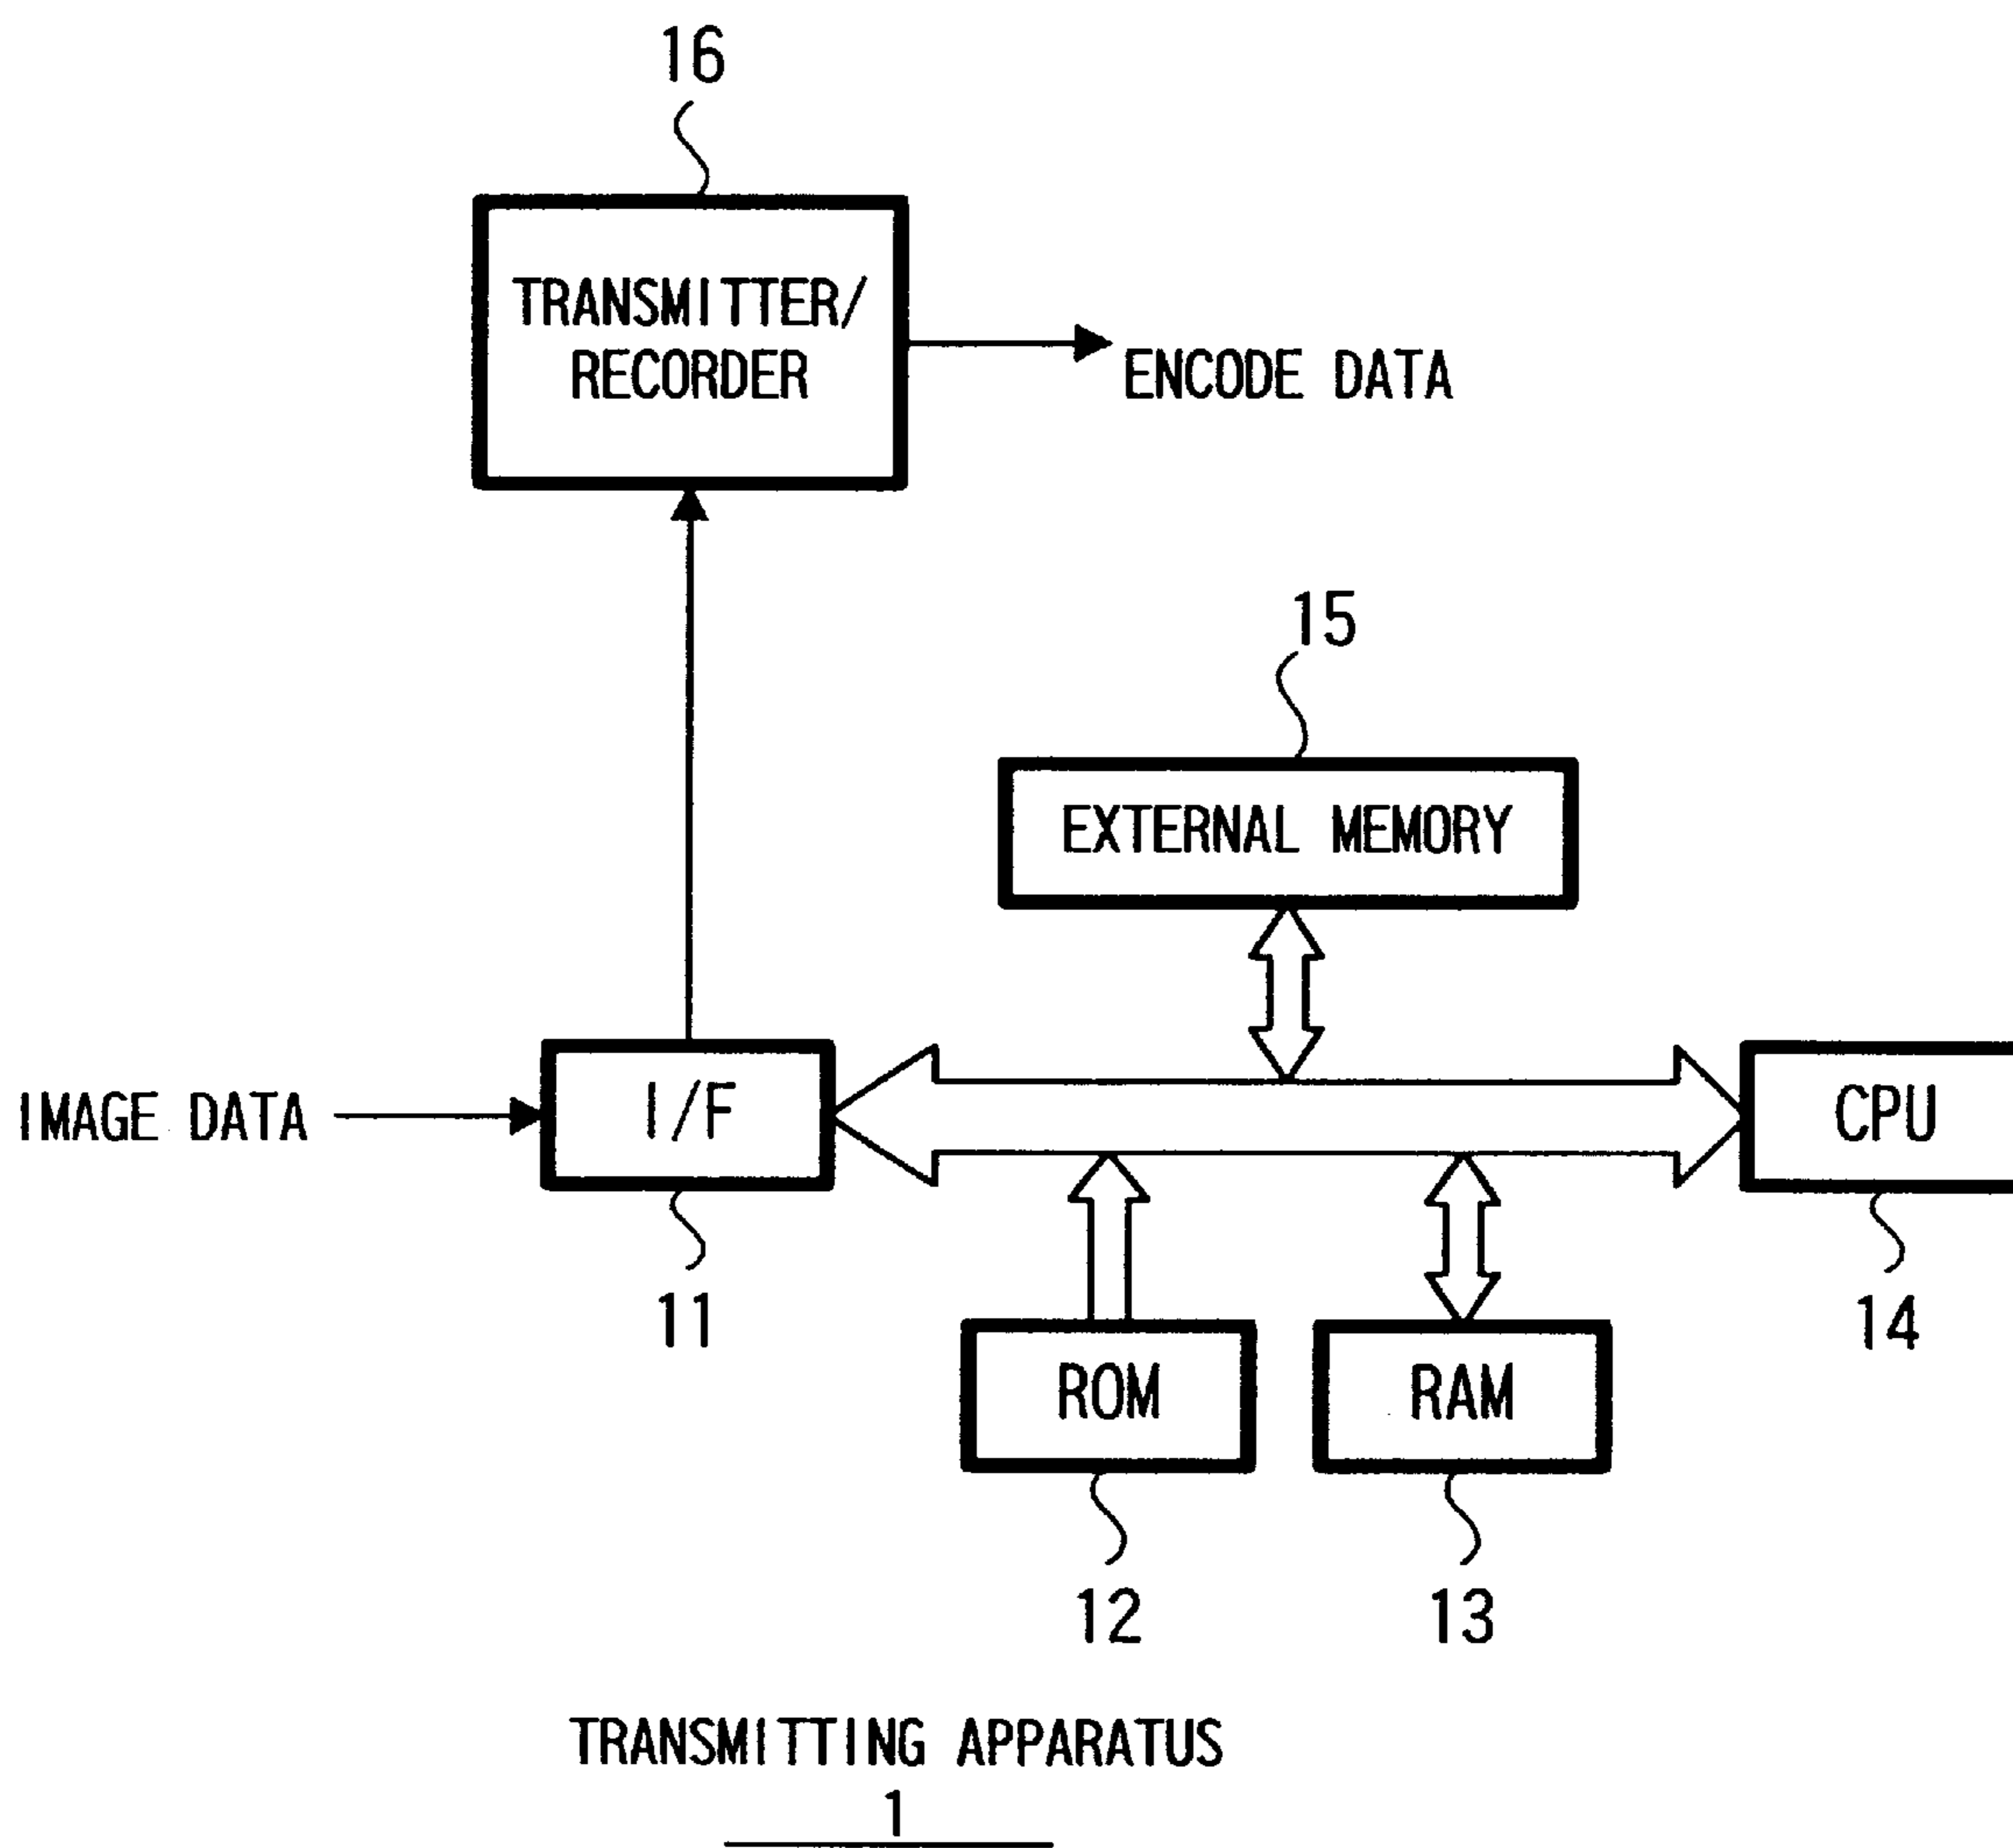 16
TRANSMITTER/
RECORDER
ENCODE DATA
15
EXTERNAL MEMORY
IMAGE DATA
I/F
CPU
11
14
ROM
RAM
12
13
TRANSMITTING APPARATUS
1